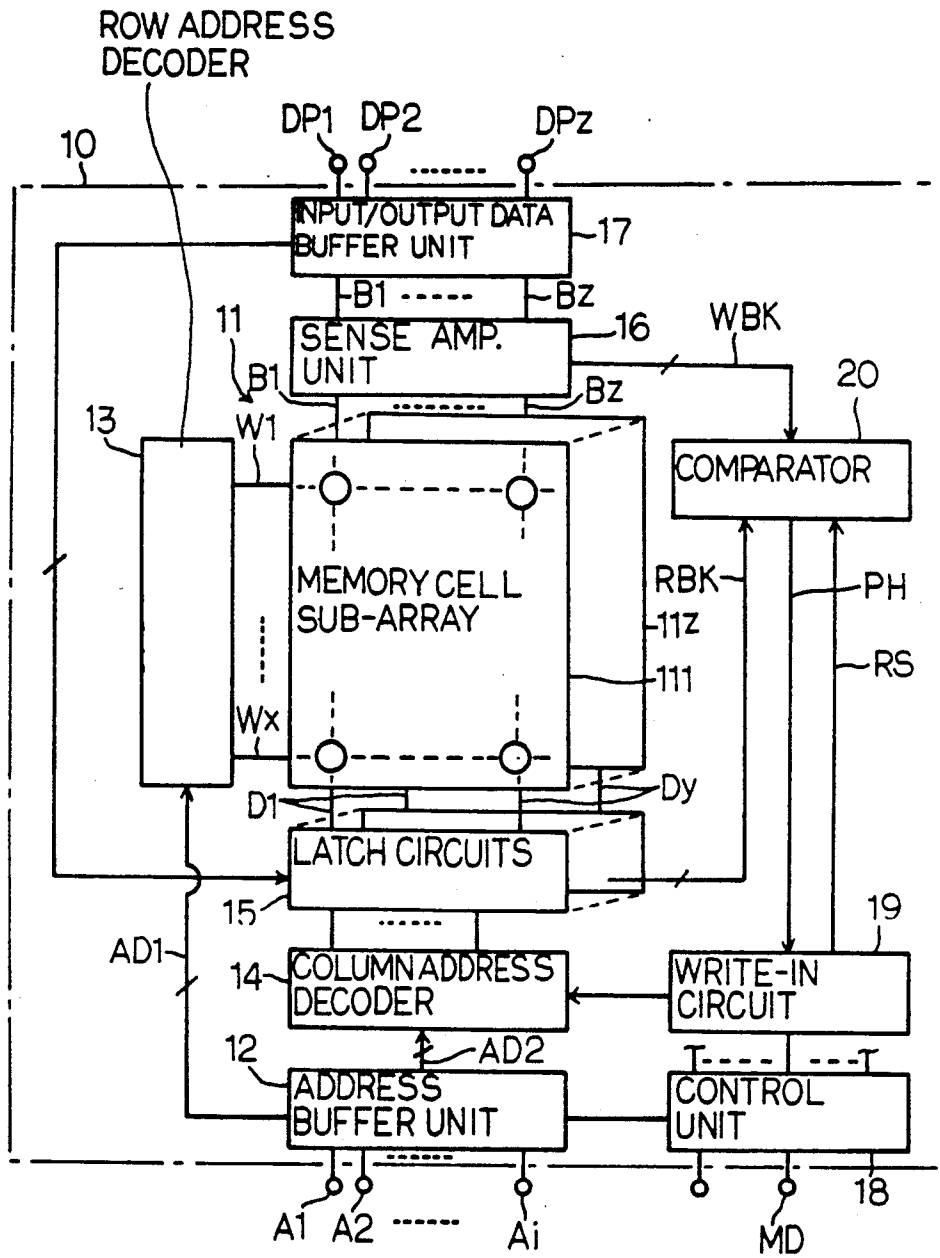 ROW ADDRESS
DECODER
DP1 DP2 DPz
10
INPUT/OUTPUT DATA
BUFFER UNIT
17
B1 Bz
11
SENSE AMP.
UNIT
16
WBK
B1 Bz
20
13
W1
COMPARATOR
MEMORY CELL
SUB-ARRAY
RBK
PH
11z
RS
111
Wx
D1 Dy
LATCH CIRCUITS
15
19
AD1
14
COLUMN ADDRESS
DECODER
WRITE-IN
CIRCUIT
AD2
12
ADDRESS
BUFFER UNIT
CONTROL
UNIT
18
A1 A2 Ai
MD